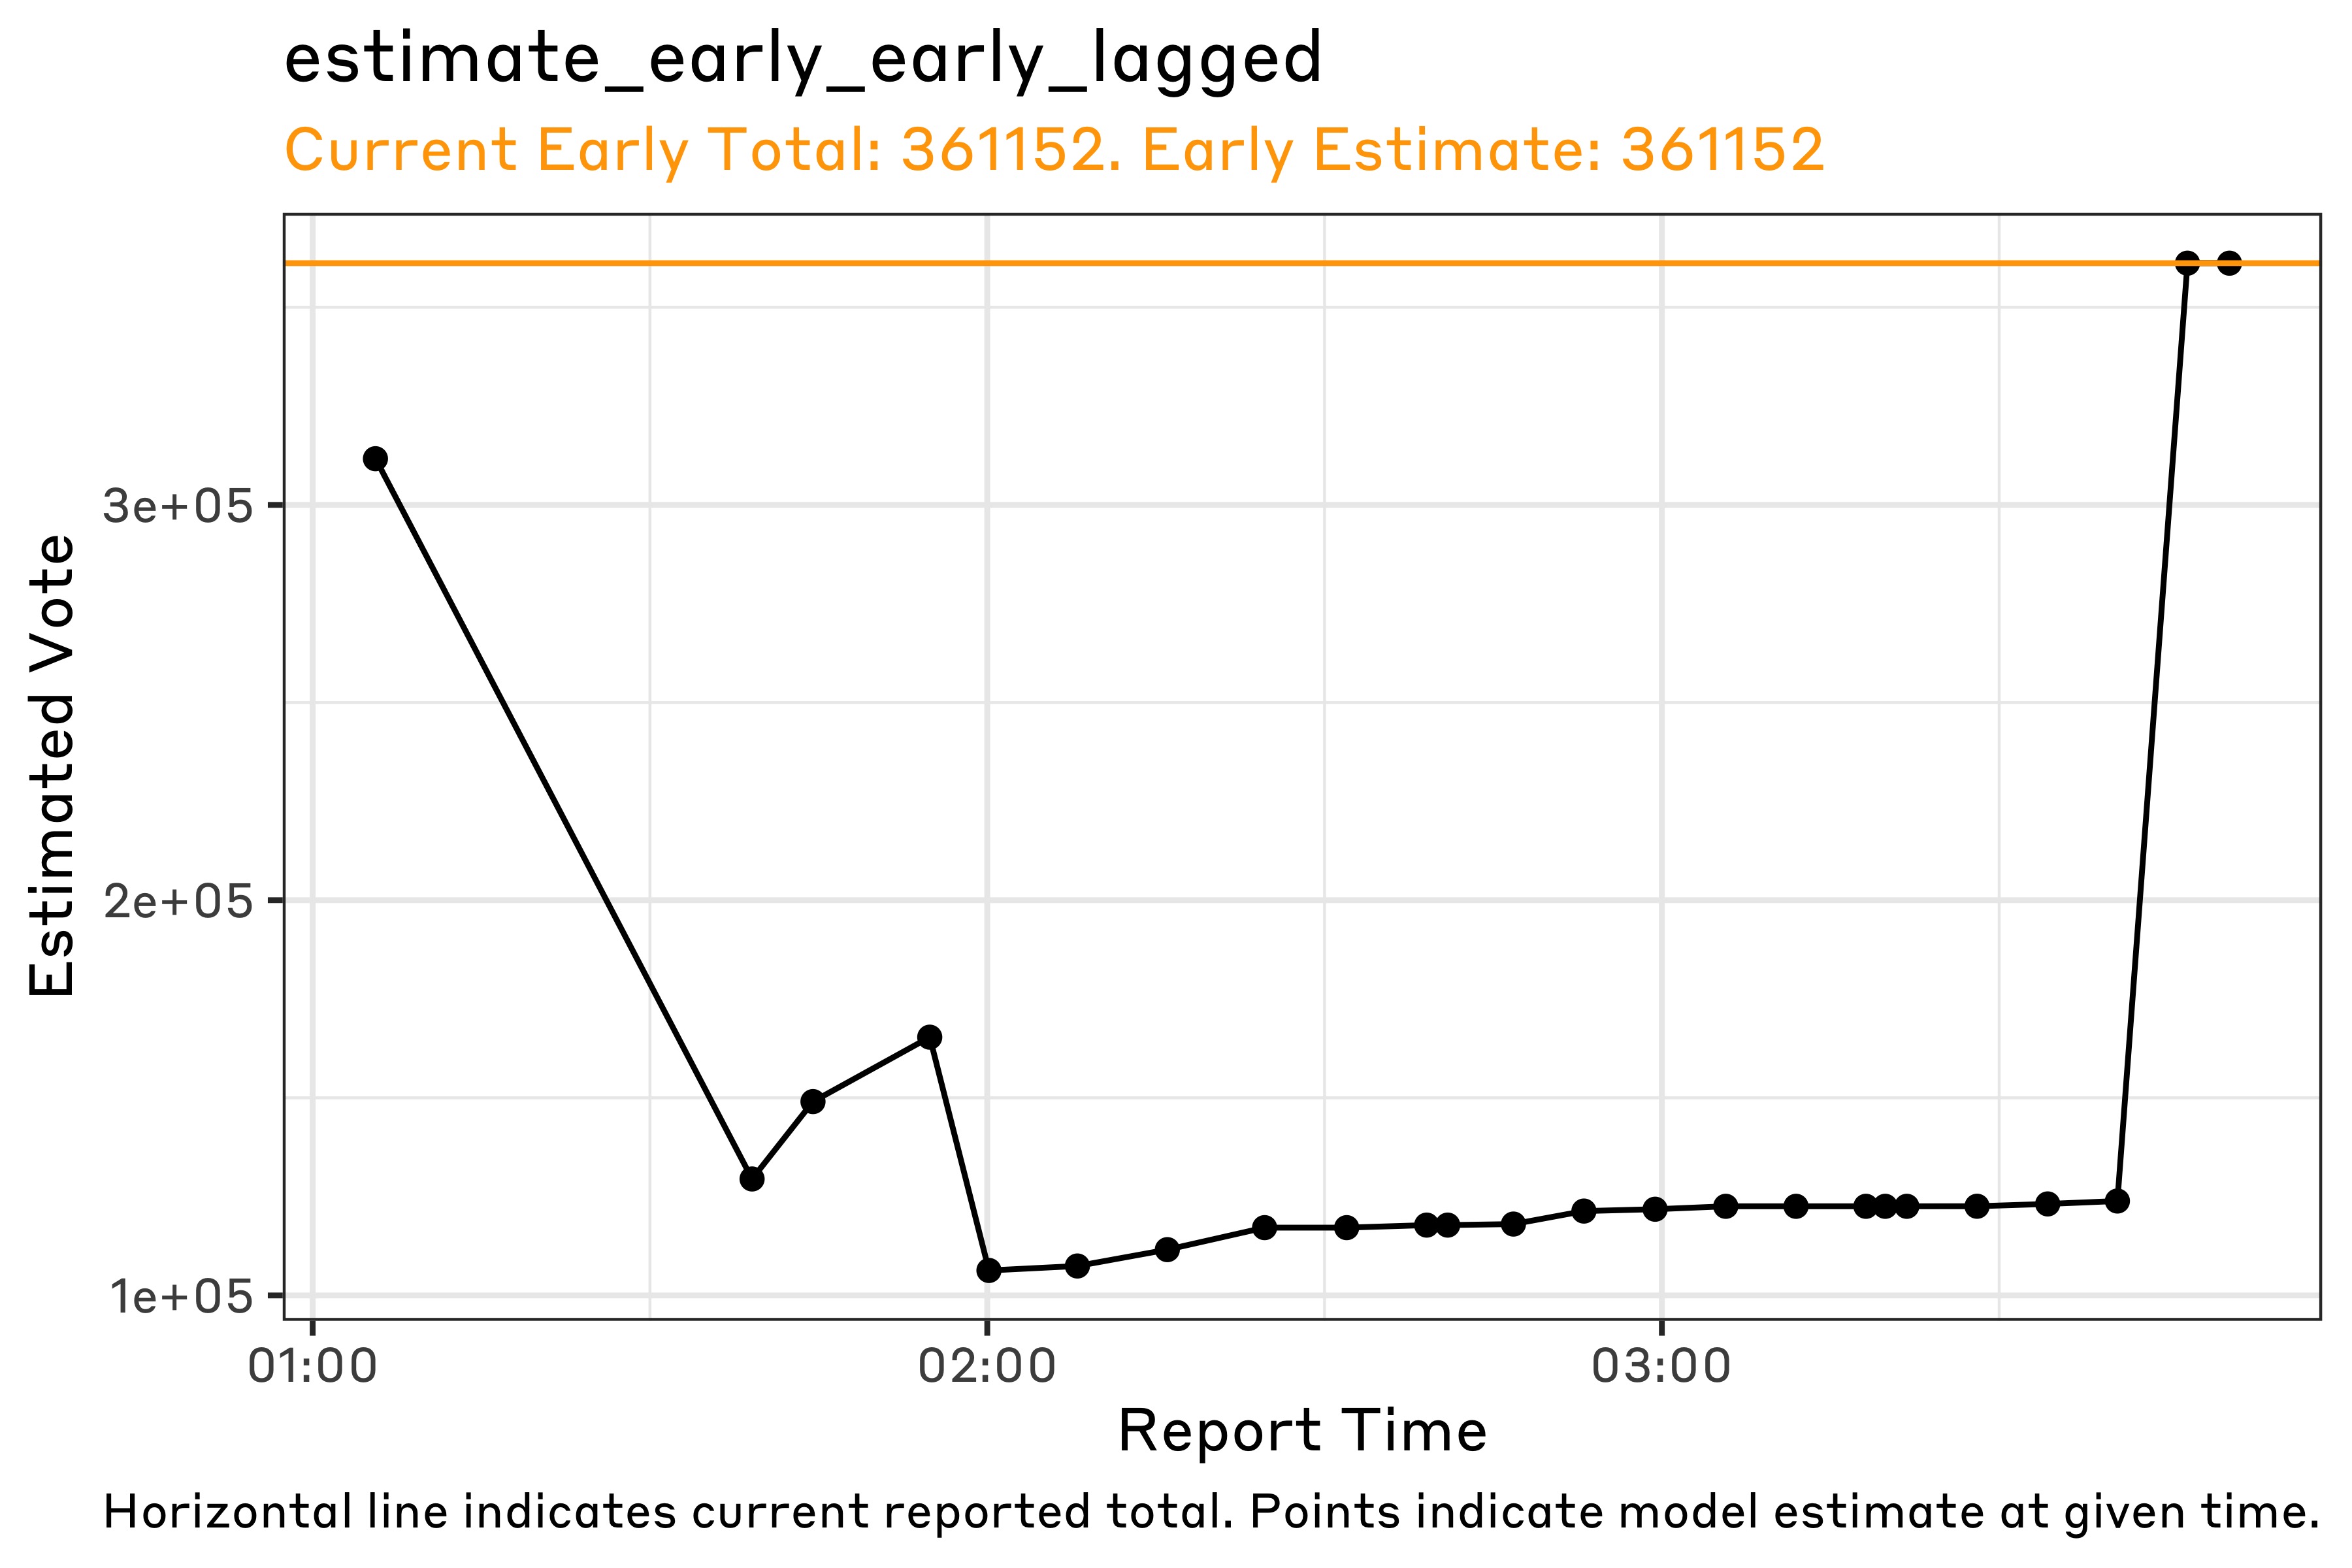 estimate_early_early_lagged
Current Early Total: 361152. Early Estimate: 361152
Estimated Vote
3e+05
2e+05
1e+05
01:00 02:00 03:00
Report Time
Horizontal line indicates current reported total. Points indicate model estimate at given time.